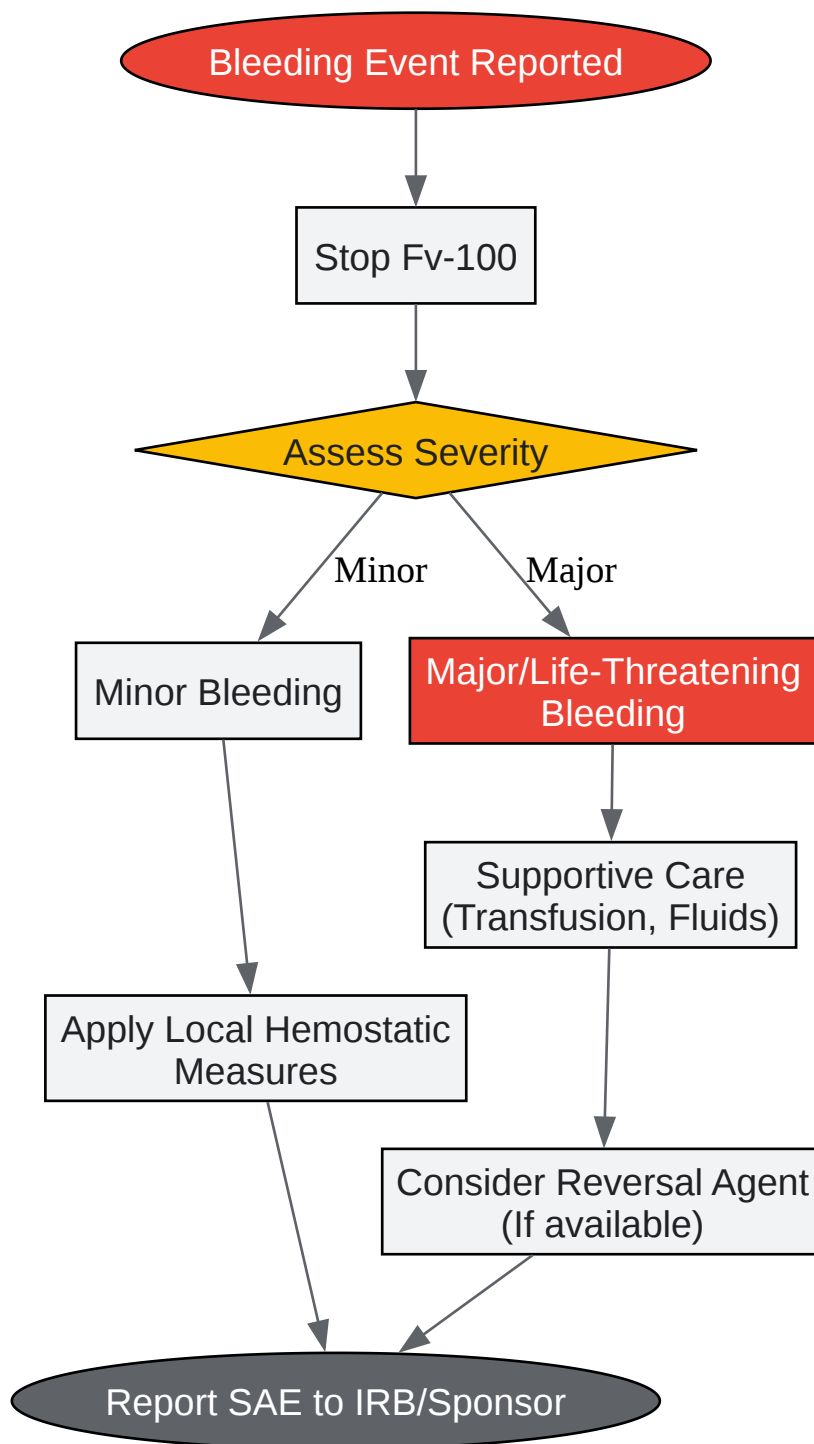 Bleeding Event Reported
Stop Fv-100
Assess Severity
Minor
Major
Minor Bleeding
Major/Life-Threatening
Bleeding
Supportive Care
(Transfusion, Fluids)
Apply Local Hemostatic
Measures
Consider Reversal Agent
(If available)
Report SAE to IRB/Sponsor